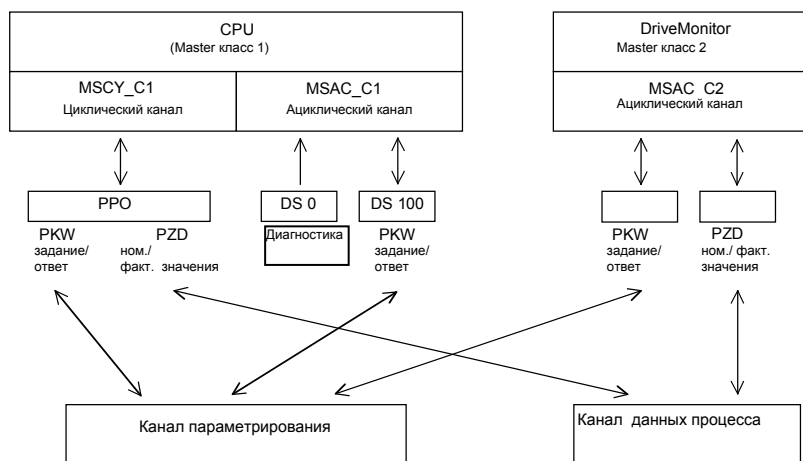 CPU
(Master класс 1)
DriveMonitor
Master класс 2
MSCY_C1
Циклический канал
MSAC_C1
Ациклический канал
MSAC C2
Ациклический канал
PPO
DS 0
DS 100
PKW
задание/
ответ
PZD
ном./
факт. значения
Диагностика
PKW
задание/
ответ
PKW
задание/
ответ
PZD
ном./ факт.
значения
Канал параметрирования
Канал данных процесса